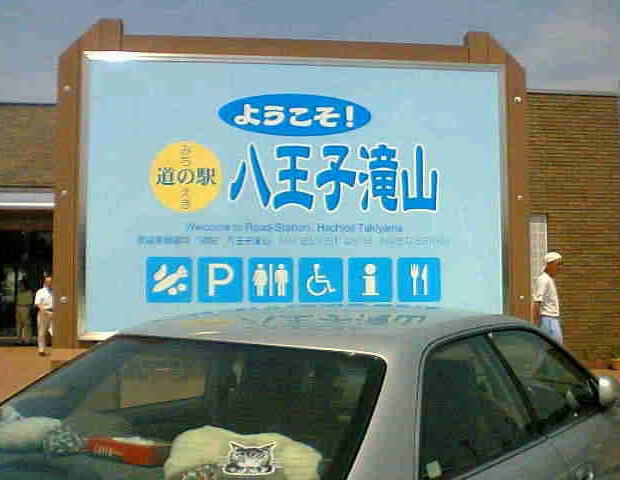 ようこそ!
みち
道の駅
えき
八王子滝山
Welcome to Road-Station, Hachioji Takiyama
P